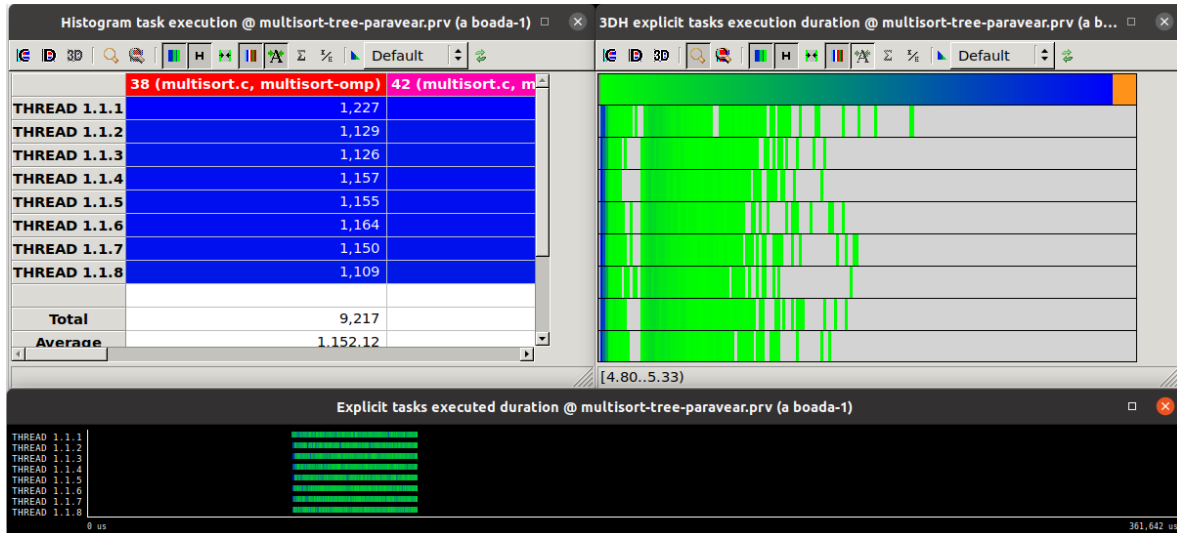 Histogram task execution @ multisort-tree-paravear.prv (a boada-1)
3DH explicit tasks execution duration @ multisort-tree-paravear.prv (a b...
3D Default
3D Default
38 (multisort.c, multisort-omp) 42 (multisort.c, m
THREAD 1.1.1 1,227
THREAD 1.1.2 1,129
THREAD 1.1.3 1,126
THREAD 1.1.4 1,157
THREAD 1.1.5 1,155
THREAD 1.1.6 1,164
THREAD 1.1.7 1,150
THREAD 1.1.8 1,109
Total 9,217
Average 1,152.12
[4.80..5.33)
Explicit tasks executed duration @ multisort-tree-paravear.prv (a boada-1)
THREAD 1.1.1
THREAD 1.1.2
THREAD 1.1.3
THREAD 1.1.4
THREAD 1.1.5
THREAD 1.1.6
THREAD 1.1.7
THREAD 1.1.8
0 us
361,642 us